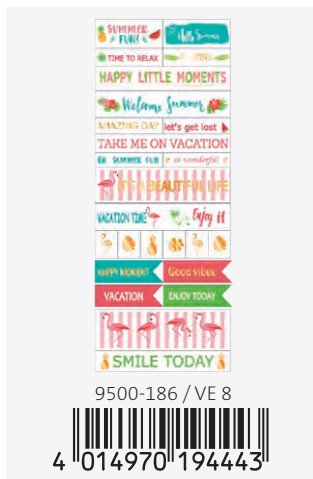 SUMMER FUN!
Hello Summer
TIME TO RELAX
HAPPY LITTLE MOMENTS
Welcome Summer
AMAZING DAY let's get lost
TAKE ME ON VACATION
SUMMER FUN so wonderful
IT'S A BEAUTIFUL LIFE
VACATION TIME Enjoy it
HAPPY MOMENT Good vibes
VACATION ENJOY TODAY
SMILE TODAY
9500-186 / VE 8
4 014970 194443